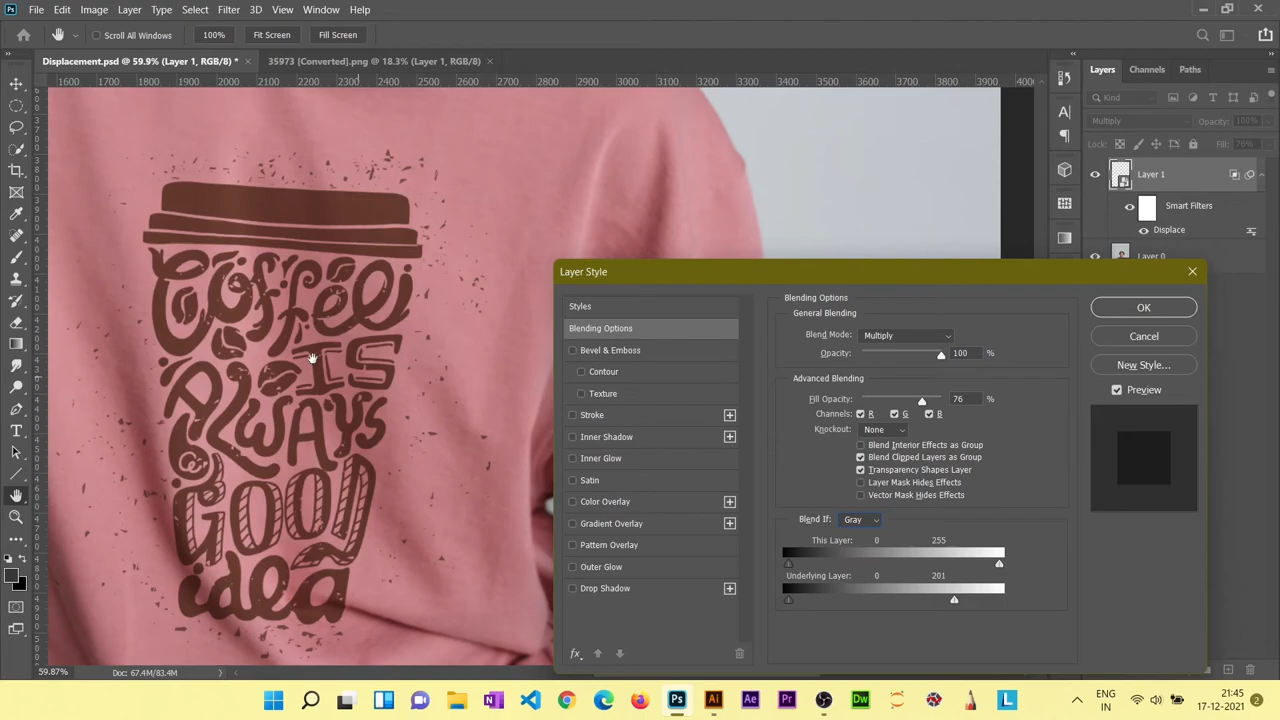 Ps File Edit Image Layer Type Select Filter 3D View Window Help
Scroll All Windows 100% Fit Screen Fill Screen
Displacement.psd @ 59.9% (Layer 1, RGB/8) * × 35973 [Converted].png @ 18.3% (Layer 1, RGB/8) ×
1600 1700 1800 1900 2000 2100 2200 2300 2400 2500 2600 2700 2800 2900 3000 3100 3200 3300 3400 3500 3600 3700 3800 3900 4000
Coffee
IS
Always
GOOD
idea
Layers Channels Paths
Kind
Multiply Opacity: 100%
Lock: Fill: 76%
Layer 1
Smart Filters
Displace
Layer 0
Layer Style
Styles
Blending Options
Bevel & Emboss
Contour
Texture
Stroke
Inner Shadow
Inner Glow
Satin
Color Overlay
Gradient Overlay
Pattern Overlay
Outer Glow
Drop Shadow
fx
Blending Options
General Blending
Blend Mode: Multiply
Opacity: 100 %
Advanced Blending
Fill Opacity: 76 %
Channels: R G B
Knockout: None
Blend Interior Effects as Group
Blend Clipped Layers as Group
Transparency Shapes Layer
Layer Mask Hides Effects
Vector Mask Hides Effects
Blend If: Gray
This Layer: 0 255
Underlying Layer: 0 201
OK
Cancel
New Style...
Preview
59.87% Doc: 67.4M/83.4M
Ps Ai Ae Pr Dw L
ENG
IN
21:45
17-12-2021
2